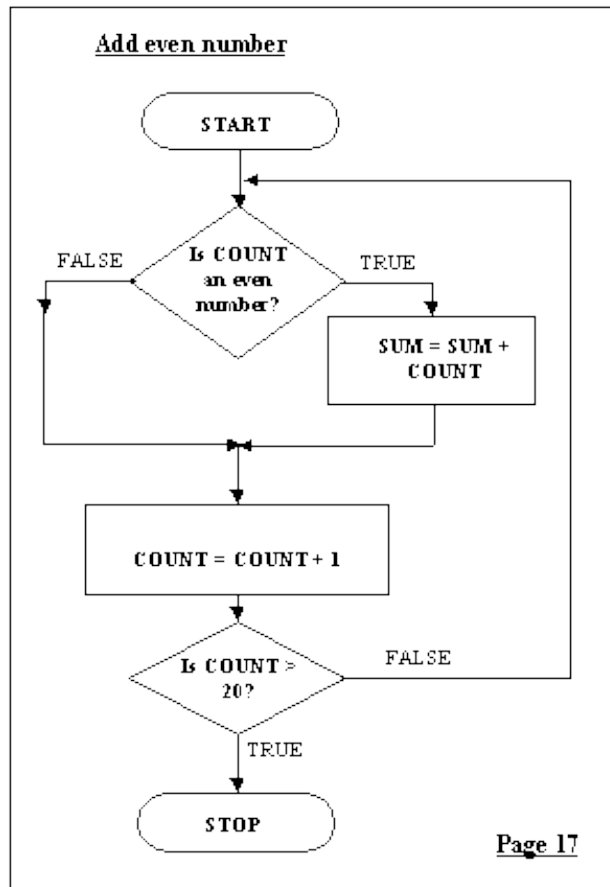 Add even number
START
Is COUNT
an even
number?
FALSE
TRUE
SUM = SUM +
COUNT
COUNT = COUNT + 1
Is COUNT >
20?
FALSE
TRUE
STOP
Page 17